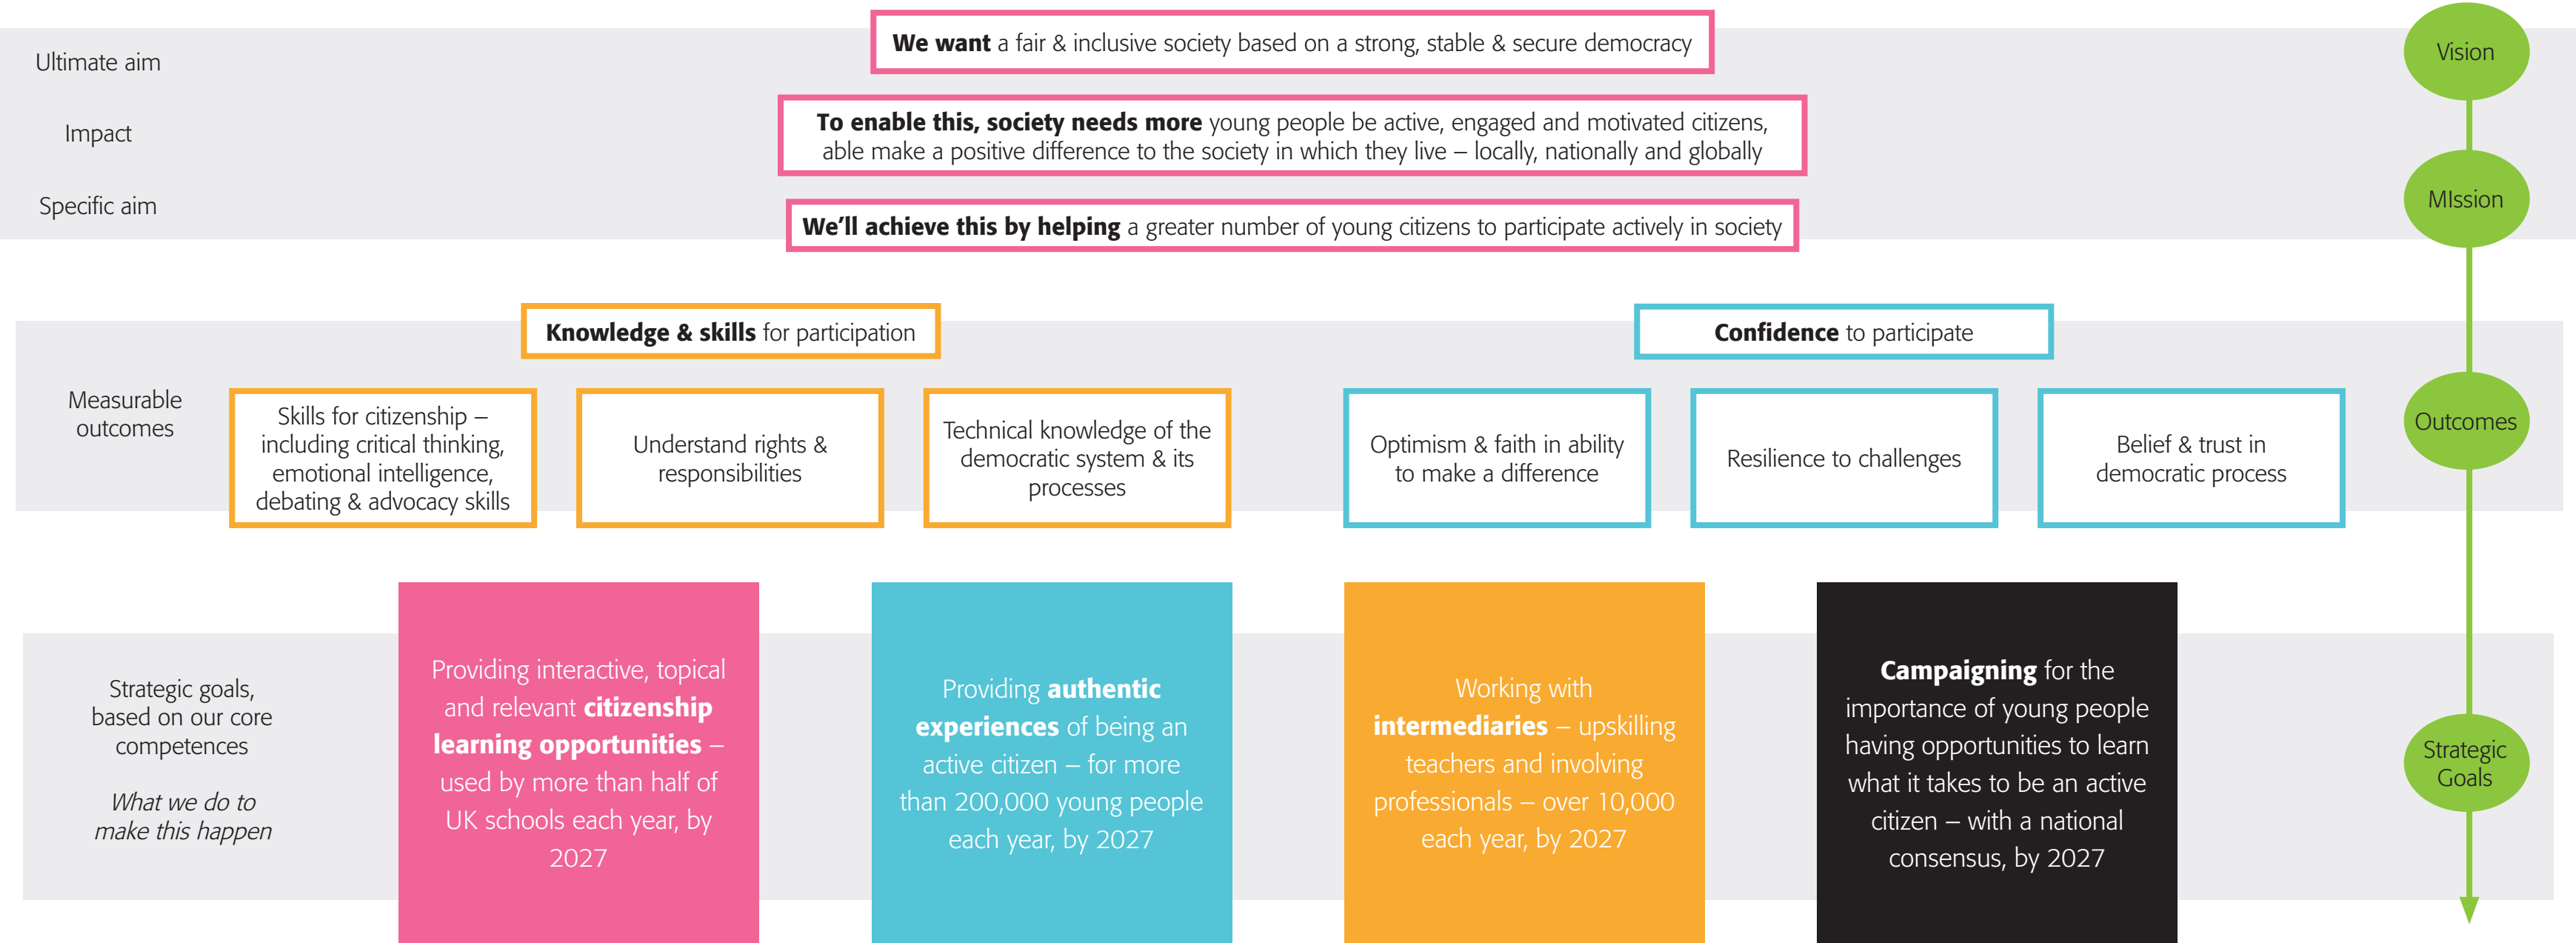 Ultimate aim
We want a fair & inclusive society based on a strong, stable & secure democracy
Vision
Impact
To enable this, society needs more young people be active, engaged and motivated citizens,
able make a positive difference to the society in which they live – locally, nationally and globally
Specific aim
We'll achieve this by helping a greater number of young citizens to participate actively in society
MIssion
Knowledge & skills for participation
Confidence to participate
Measurable
outcomes
Skills for citizenship –
including critical thinking,
emotional intelligence,
debating & advocacy skills
Understand rights &
responsibilities
Technical knowledge of the
democratic system & its
processes
Optimism & faith in ability
to make a difference
Resilience to challenges
Belief & trust in
democratic process
Outcomes
Strategic goals,
based on our core
competences
What we do to
make this happen
Providing interactive, topical
and relevant citizenship
learning opportunities –
used by more than half of
UK schools each year, by
2027
Providing authentic
experiences of being an
active citizen – for more
than 200,000 young people
each year, by 2027
Working with
intermediaries – upskilling
teachers and involving
professionals – over 10,000
each year, by 2027
Campaigning for the
importance of young people
having opportunities to learn
what it takes to be an active
citizen – with a national
consensus, by 2027
Strategic
Goals